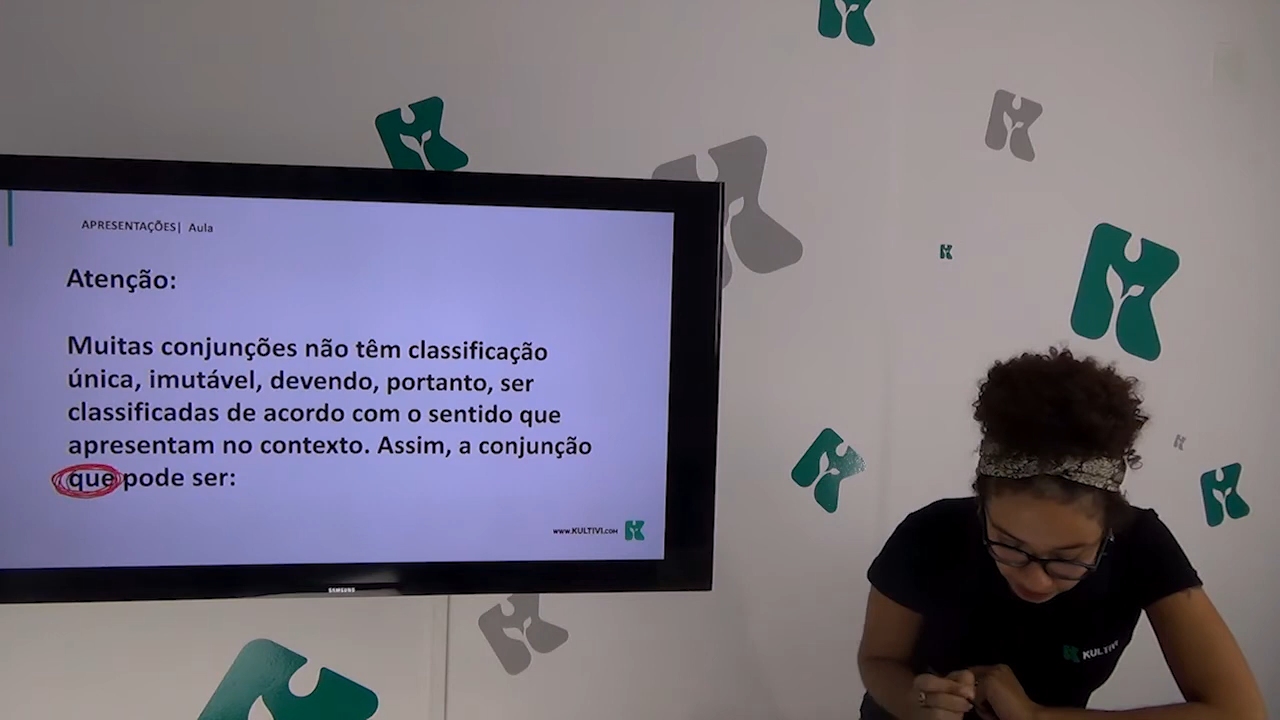 APRESENTAÇÕES| Aula
Atenção:
Muitas conjunções não têm classificação
única, imutável, devendo, portanto, ser
classificadas de acordo com o sentido que
apresentam no contexto. Assim, a conjunção
que pode ser:
www.KULTIVI.com
SAMSUNG
KULTIVI